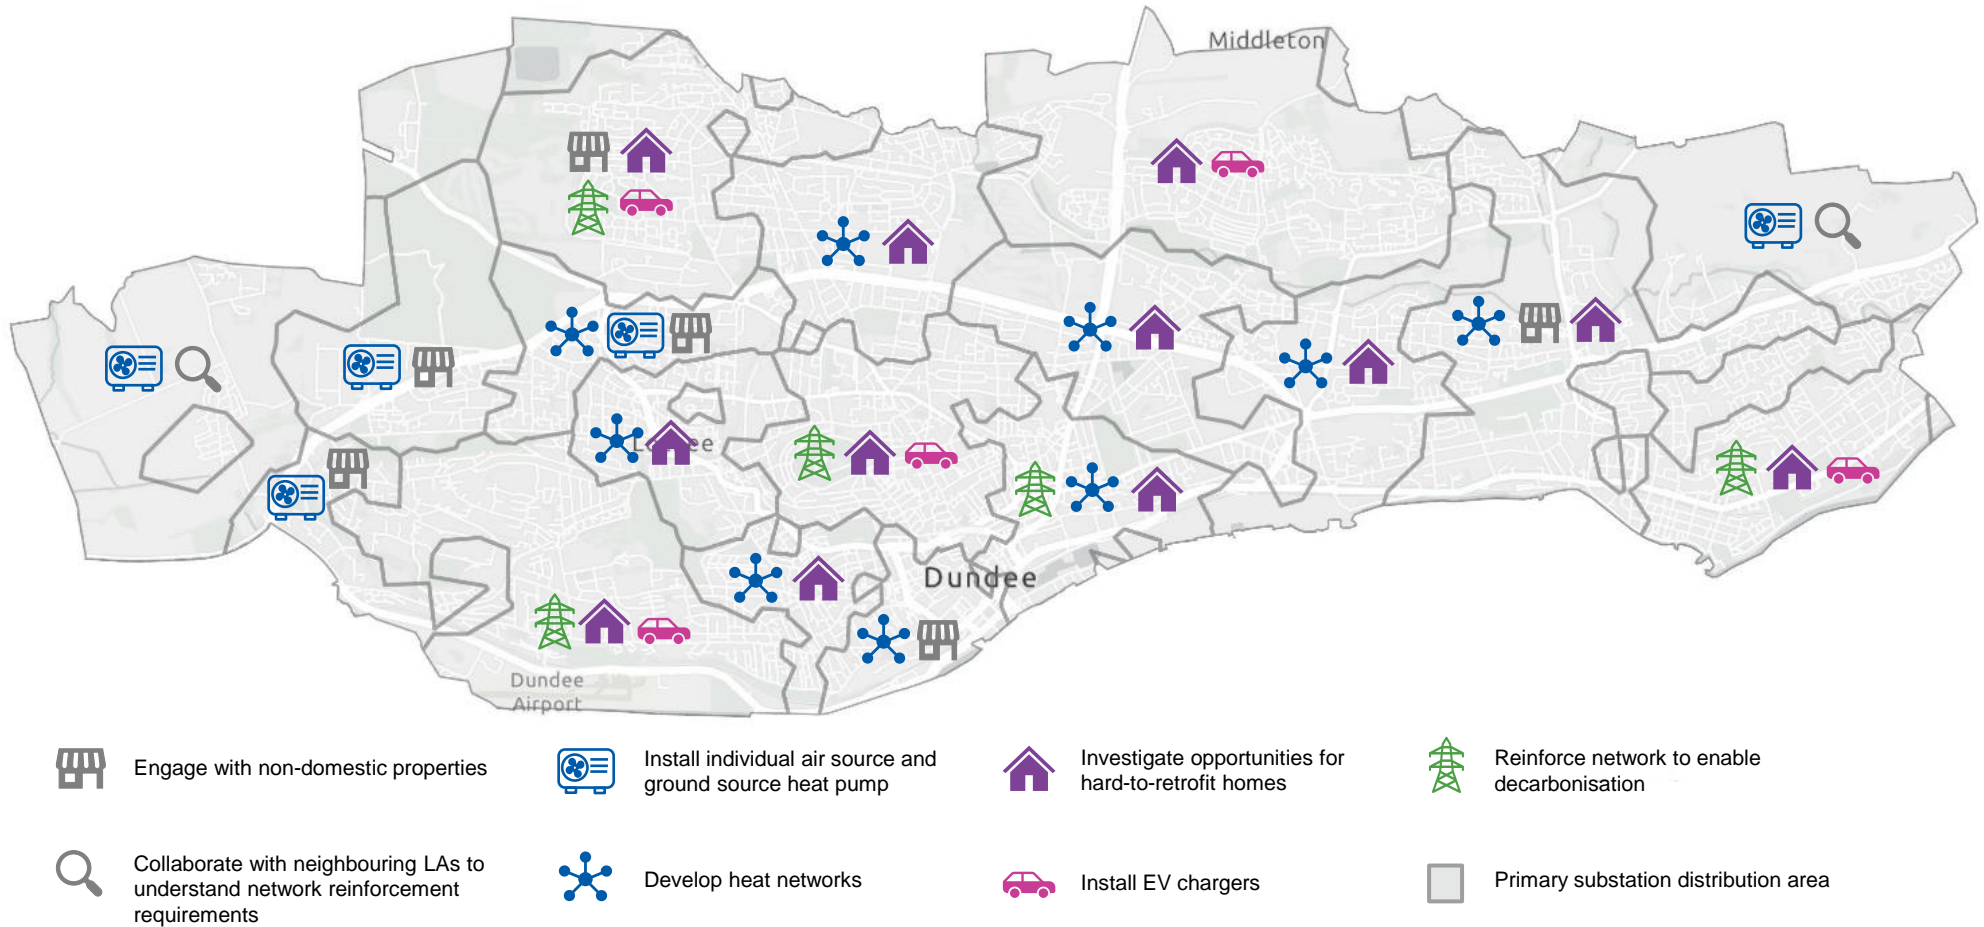 Middleton
Lochee
Dundee
Dundee
Airport
Engage with non-domestic properties
Install individual air source and
ground source heat pump
Investigate opportunities for
hard-to-retrofit homes
Reinforce network to enable
decarbonisation
Collaborate with neighbouring LAs to
understand network reinforcement
requirements
Develop heat networks
Install EV chargers
Primary substation distribution area